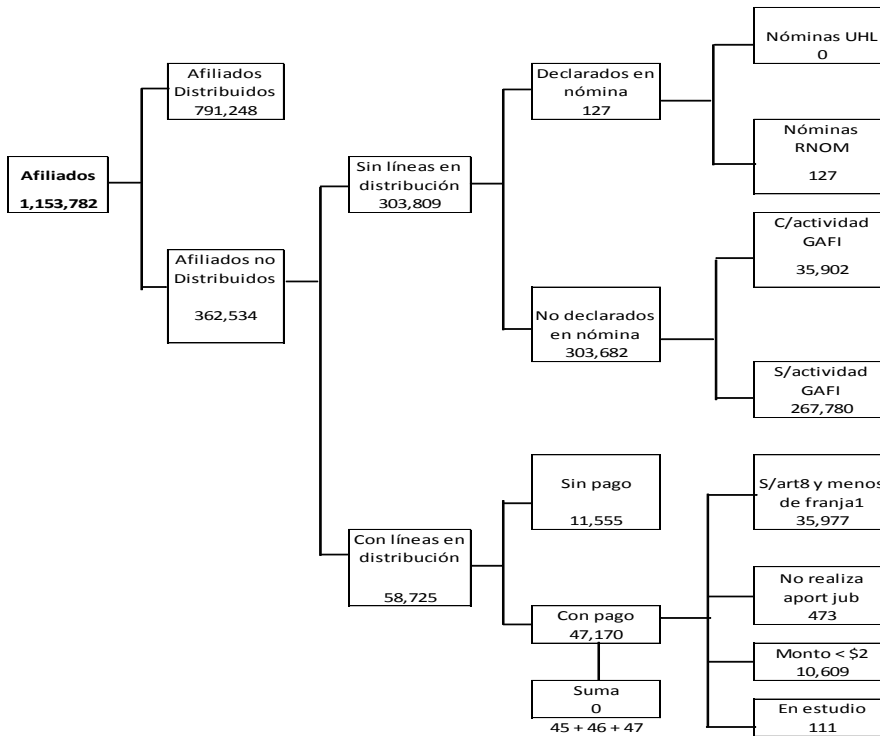 Afiliados
1,153,782
Afiliados
Distribuidos
791,248
Afiliados no
Distribuidos
362,534
Sin líneas en
distribución
303,809
Con líneas en
distribución
58,725
Declarados en
nómina
127
No declarados
en nómina
303,682
Sin pago
11,555
Con pago
47,170
Suma
0
45 + 46 + 47
Nóminas UHL
0
Nóminas
RNOM
127
C/actividad
GAFI
35,902
S/actividad
GAFI
267,780
S/art8 y menos
de franja1
35,977
No realiza
aport jub
473
Monto < $2
10,609
En estudio
111